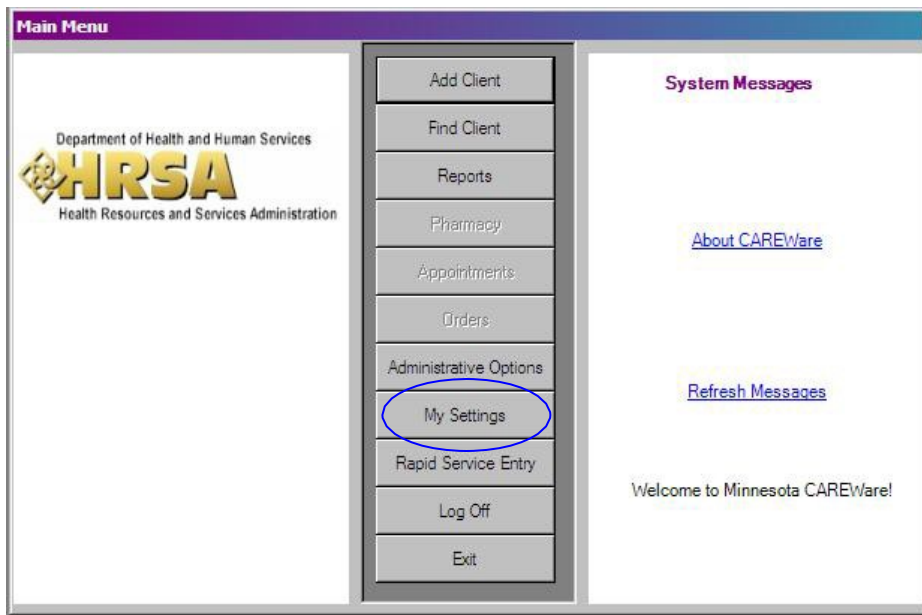 Main Menu
Department of Health and Human Services
HRSA
Health Resources and Services Administration
Add Client
Find Client
Reports
Pharmacy
Appointments
Orders
Administrative Options
My Settings
Rapid Service Entry
Log Off
Exit
System Messages
About CAREWare
Refresh Messages
Welcome to Minnesota CAREWare!